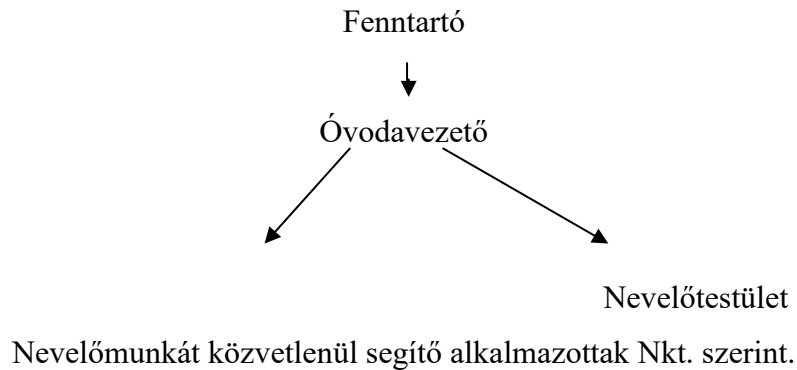 Fenntartó
Óvodavezető
Nevelőtestület
Nevelőmunkát közvetlenül segítő alkalmazottak Nkt. szerint.